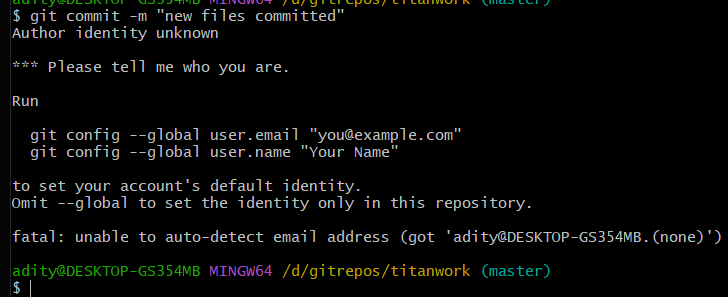 adity@DESKTOP-GS354MB MINGW64 /d/gitrepos/titanwork (master)
$ git commit -m "new files committed"
Author identity unknown
*** Please tell me who you are.
Run
git config --global user.email "you@example.com"
git config --global user.name "Your Name"
to set your account's default identity.
Omit --global to set the identity only in this repository.
fatal: unable to auto-detect email address (got 'adity@DESKTOP-GS354MB.(none)')
adity@DESKTOP-GS354MB MINGW64 /d/gitrepos/titanwork (master)
$